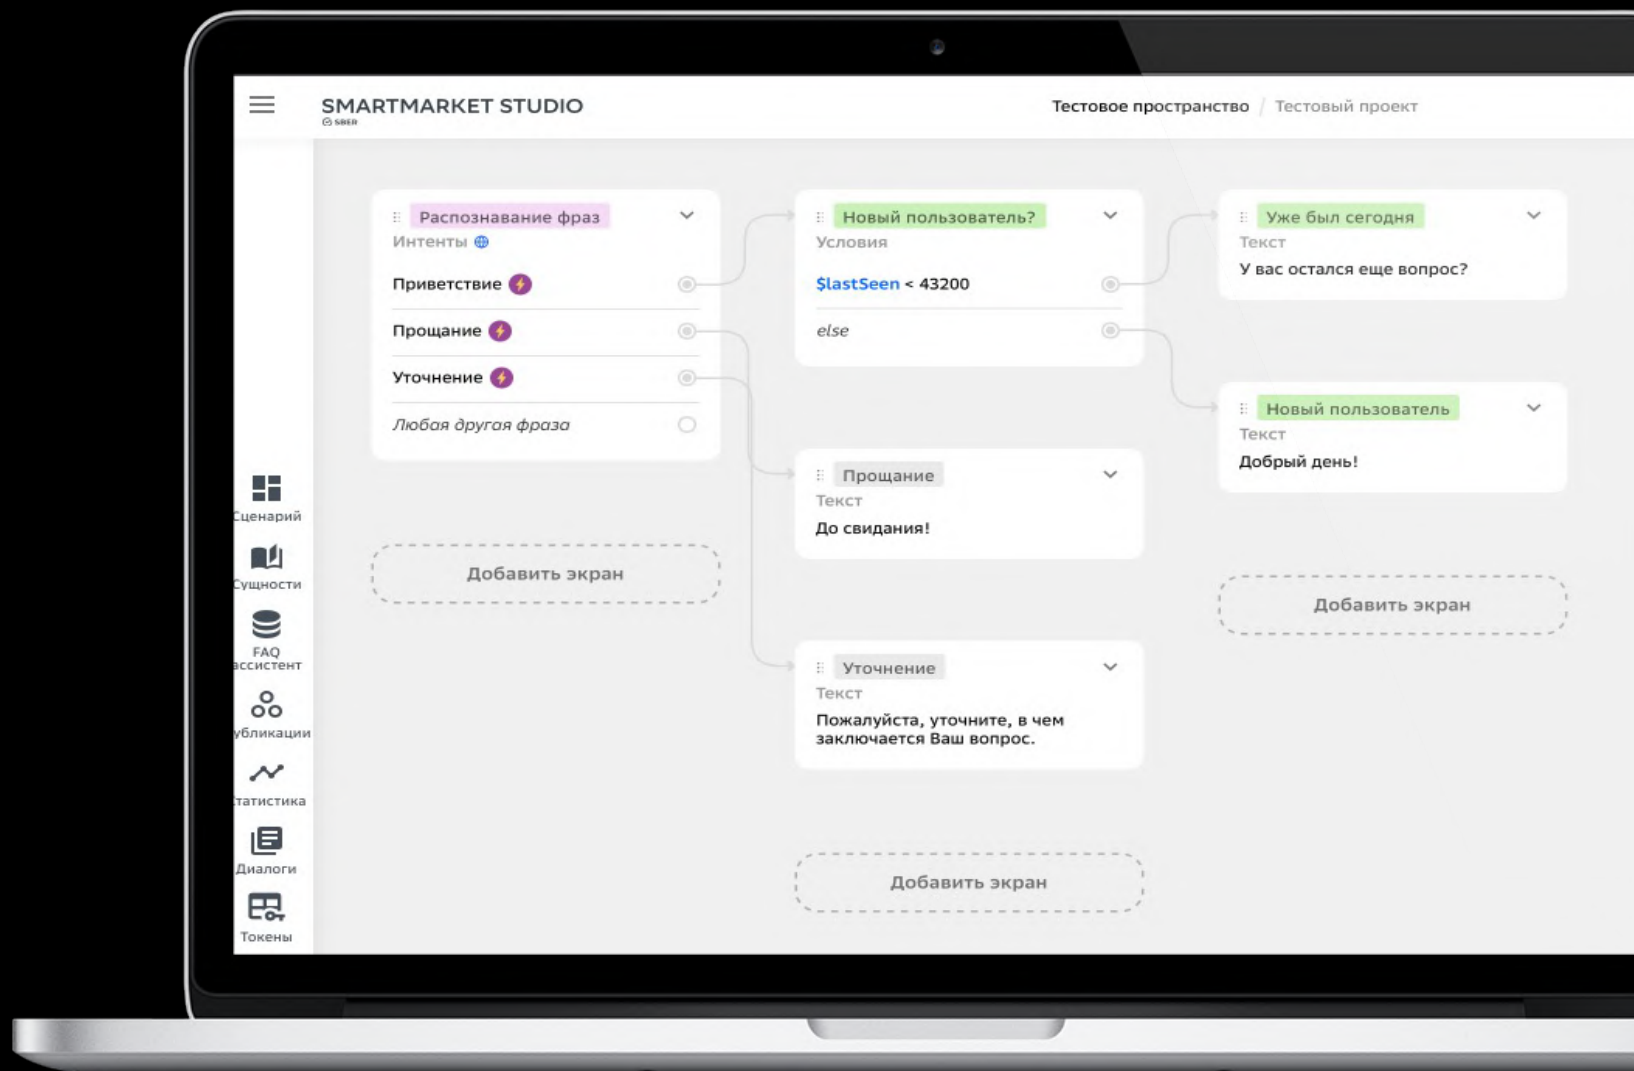 SMARTMARKET STUDIO
SBER
Тестовое пространство / Тестовый проект
Распознавание фраз
Интенты
Приветствие
Прощание
Уточнение
Любая другая фраза
Добавить экран
Новый пользователь?
Условия
$lastSeen < 43200
else
Прощание
Текст
До свидания!
Уточнение
Текст
Пожалуйста, уточните, в чем
заключается Ваш вопрос.
Добавить экран
Уже был сегодня
Текст
У вас остался еще вопрос?
Новый пользователь
Текст
Добрый день!
Добавить экран
Сценарий
Сущности
FAQ
ассистент
убликации
татистика
Диалоги
Токены